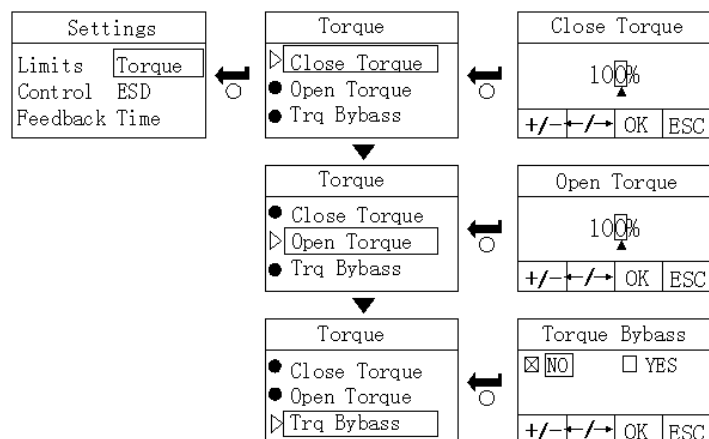 Settings
Limits Torque
Control ESD
Feedback Time
Torque
Close Torque
Open Torque
Trq Bybass
Close Torque
100%
+/- ←/→ OK ESC
Torque
Close Torque
Open Torque
Trq Bybass
Open Torque
100%
+/- ←/→ OK ESC
Torque
Close Torque
Open Torque
Trq Bybass
Torque Bybass
☒ NO ☐ YES
+/- ←/→ OK ESC